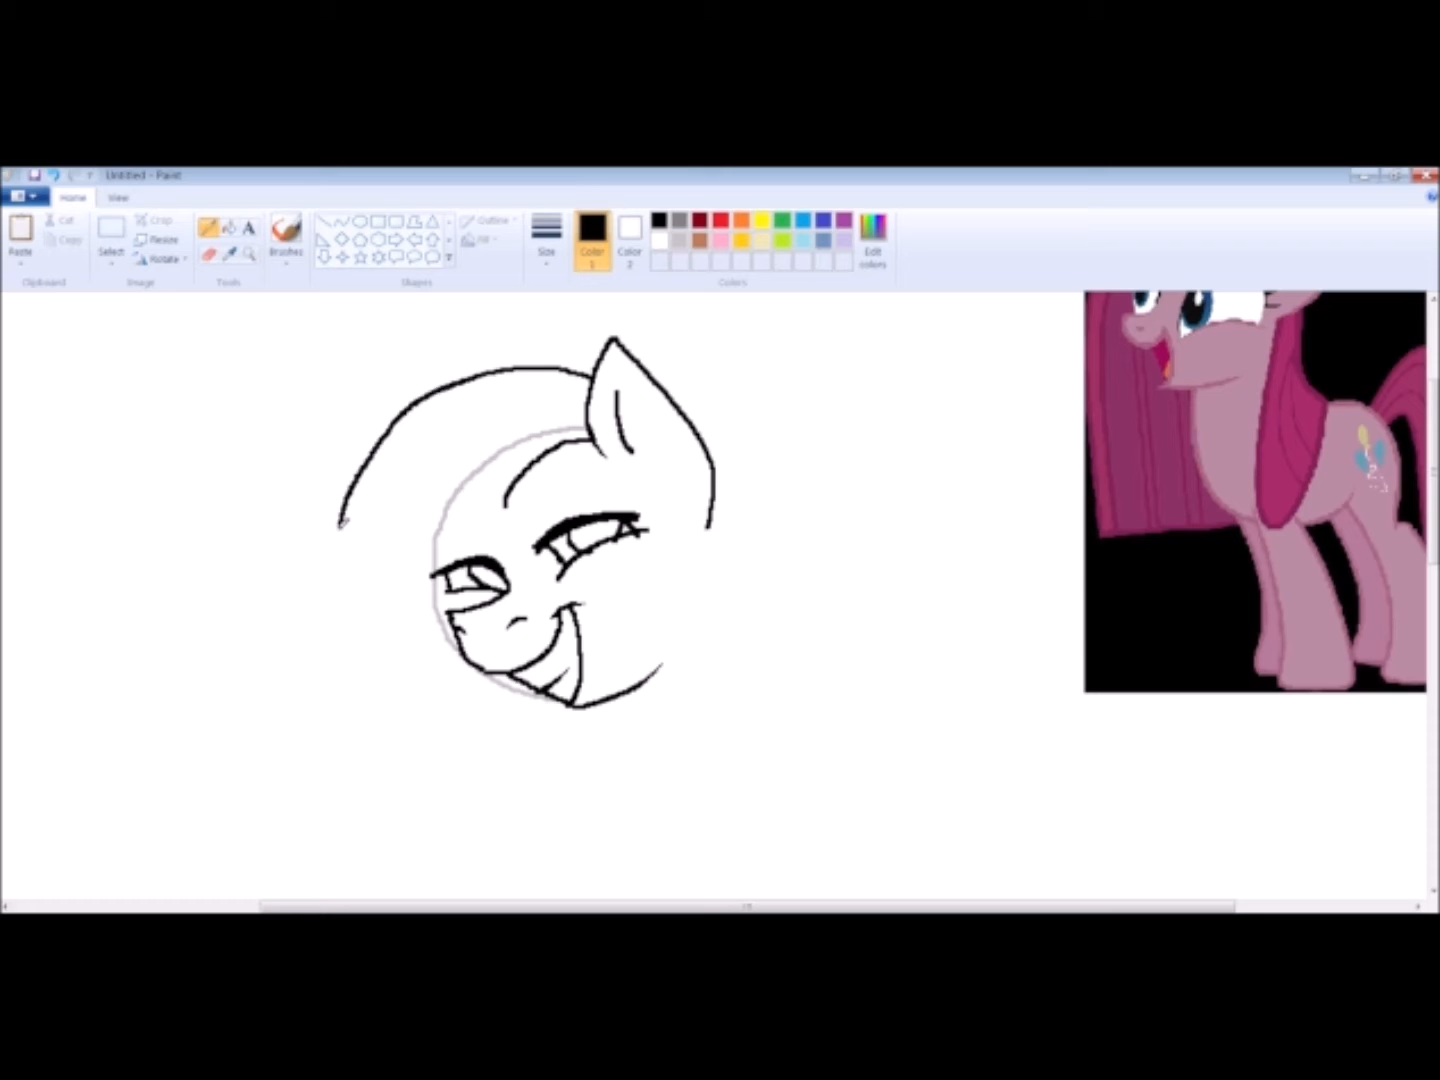 Untitled - Paint
Home View
Paste Cut Copy Select Crop Resize Rotate A Brushes Outline Fill Size Color 1 Color 2 Edit colors
Clipboard Image Tools Shapes Colors